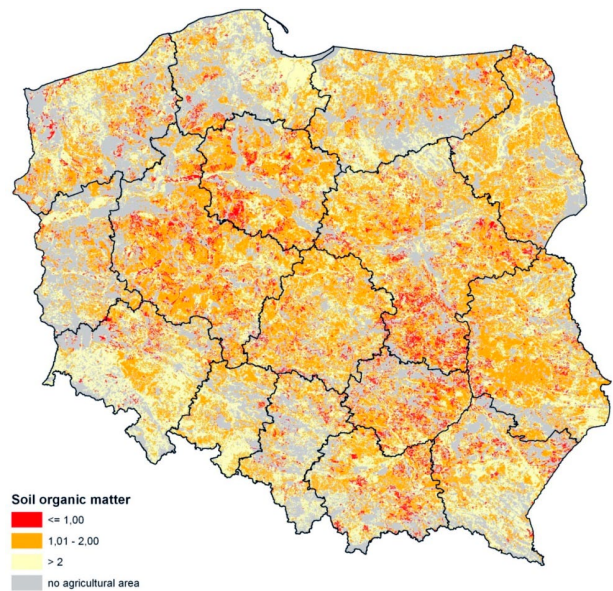 Soil organic matter
<= 1,00
1,01 - 2,00
> 2
no agricultural area